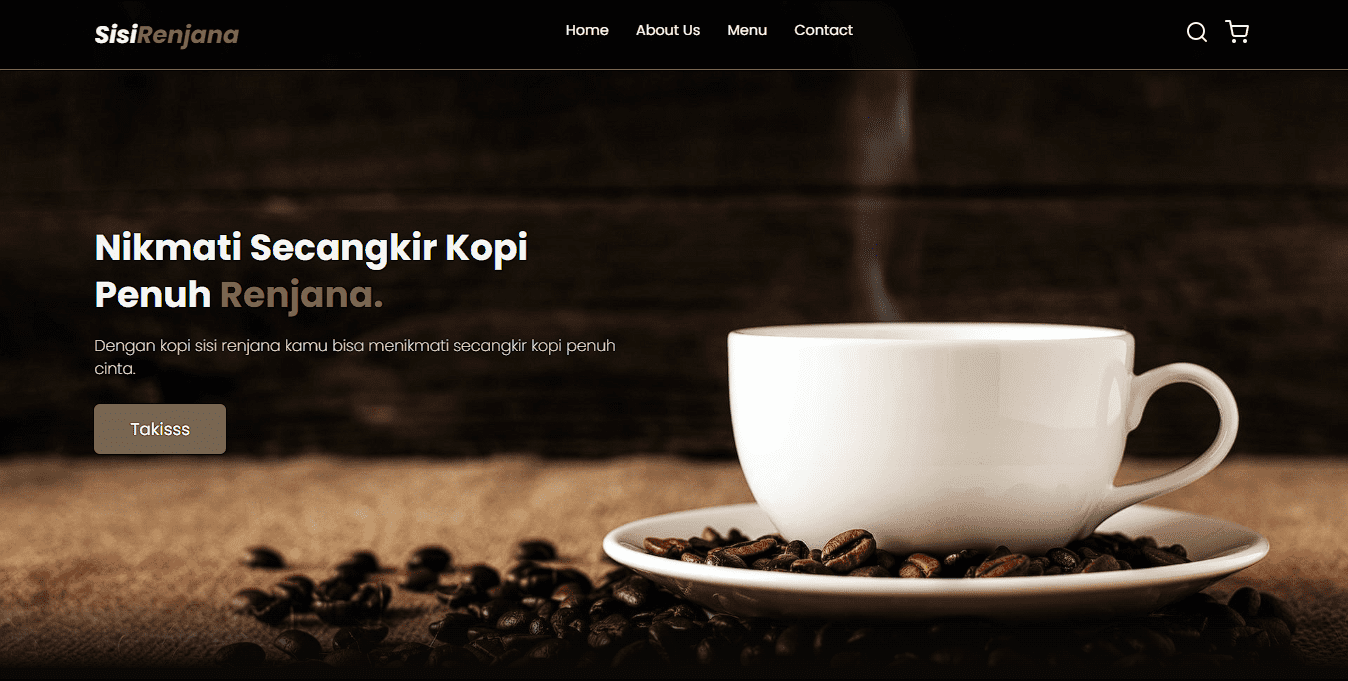 SisiRenjana
Home
About Us
Menu
Contact
Nikmati Secangkir Kopi
Penuh Renjana.
Dengan kopi sisi renjana kamu bisa menikmati secangkir kopi penuh
cinta.
Takisss